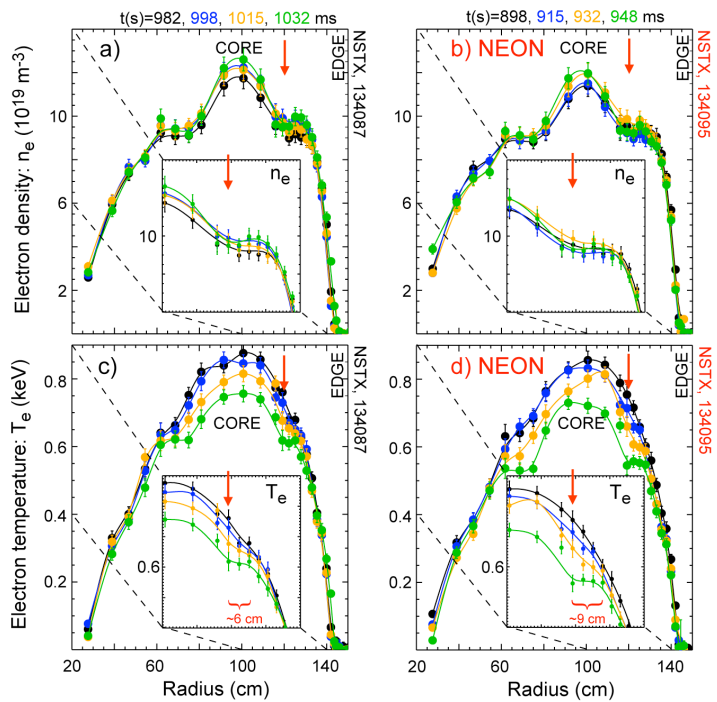 t(s)=982, 998, 1015, 1032 ms
t(s)=898, 915, 932, 948 ms
a)
CORE
EDGE
NSTX, 134087
b) NEON
CORE
EDGE
NSTX, 134095
Electron density: ne (1019 m-3)
10
6
2
ne
10
10
6
2
ne
10
c)
CORE
EDGE
NSTX, 134087
d) NEON
CORE
EDGE
NSTX, 134095
Electron temperature: Te (keV)
0.8
0.6
0.4
0.2
Te
0.6
~6 cm
0.8
0.6
0.4
0.2
Te
0.6
~9 cm
20 60 100 140
20 60 100 140
Radius (cm)
Radius (cm)